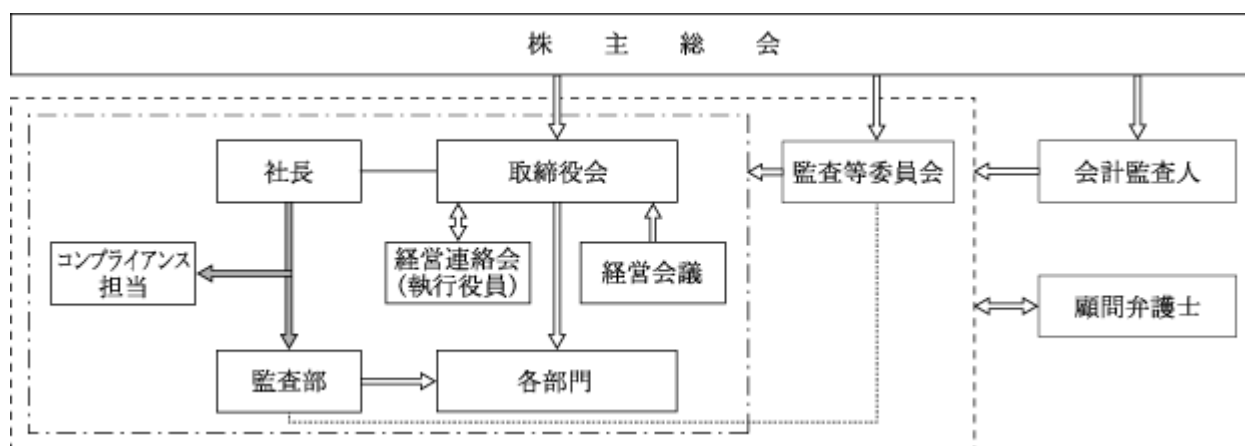 株主総会
社長
取締役会
監査等委員会
会計監査人
コンプライアンス
担当
経営連絡会
(執行役員)
経営会議
顧問弁護士
監査部
各部門